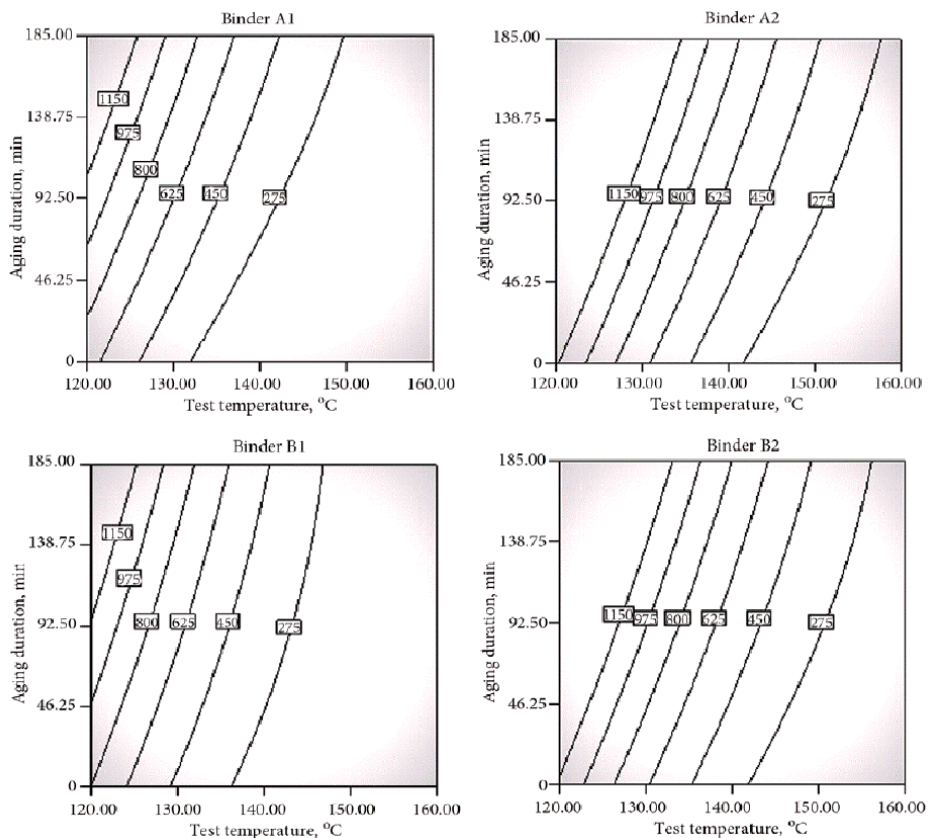 Binder A1
185.00
138.75
92.50
46.25
0
Aging duration, min
1150
975
800
625
450
275
120.00 130.00 140.00 150.00 160.00
Test temperature, °C
Binder A2
185.00
138.75
92.50
46.25
0
Aging duration, min
1150 975 800 625 450 275
120.00 130.00 140.00 150.00 160.00
Test temperature, °C
Binder B1
185.00
138.75
92.50
46.25
0
Aging duration, min
1150
975
800 625 450 275
120.00 130.00 140.00 150.00 160.00
Test temperature, °C
Binder B2
185.00
138.75
92.50
46.25
0
Aging duration, min
1150 975 800 625 450 275
120.00 130.00 140.00 150.00 160.00
Test temperature, °C